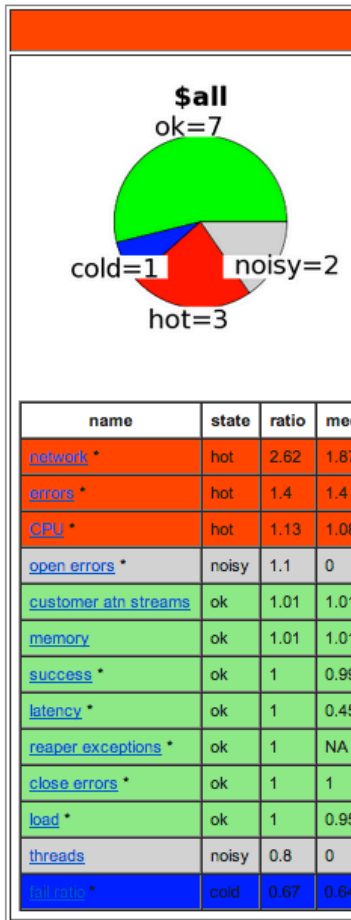 $all
ok=7
cold=1 noisy=2
hot=3
name state ratio
network * hot 2.62
errors * hot 1.4 1.4
CPU * hot 1.13
open errors * noisy 1.1 0
customer atn streams ok 1.01
memory ok 1.01
success * ok 1
latency * ok 1
reaper exceptions * ok 1 NA
close errors * ok 1 1
load * ok 1
threads noisy 0.8 0
fail ratio * cold 0.67